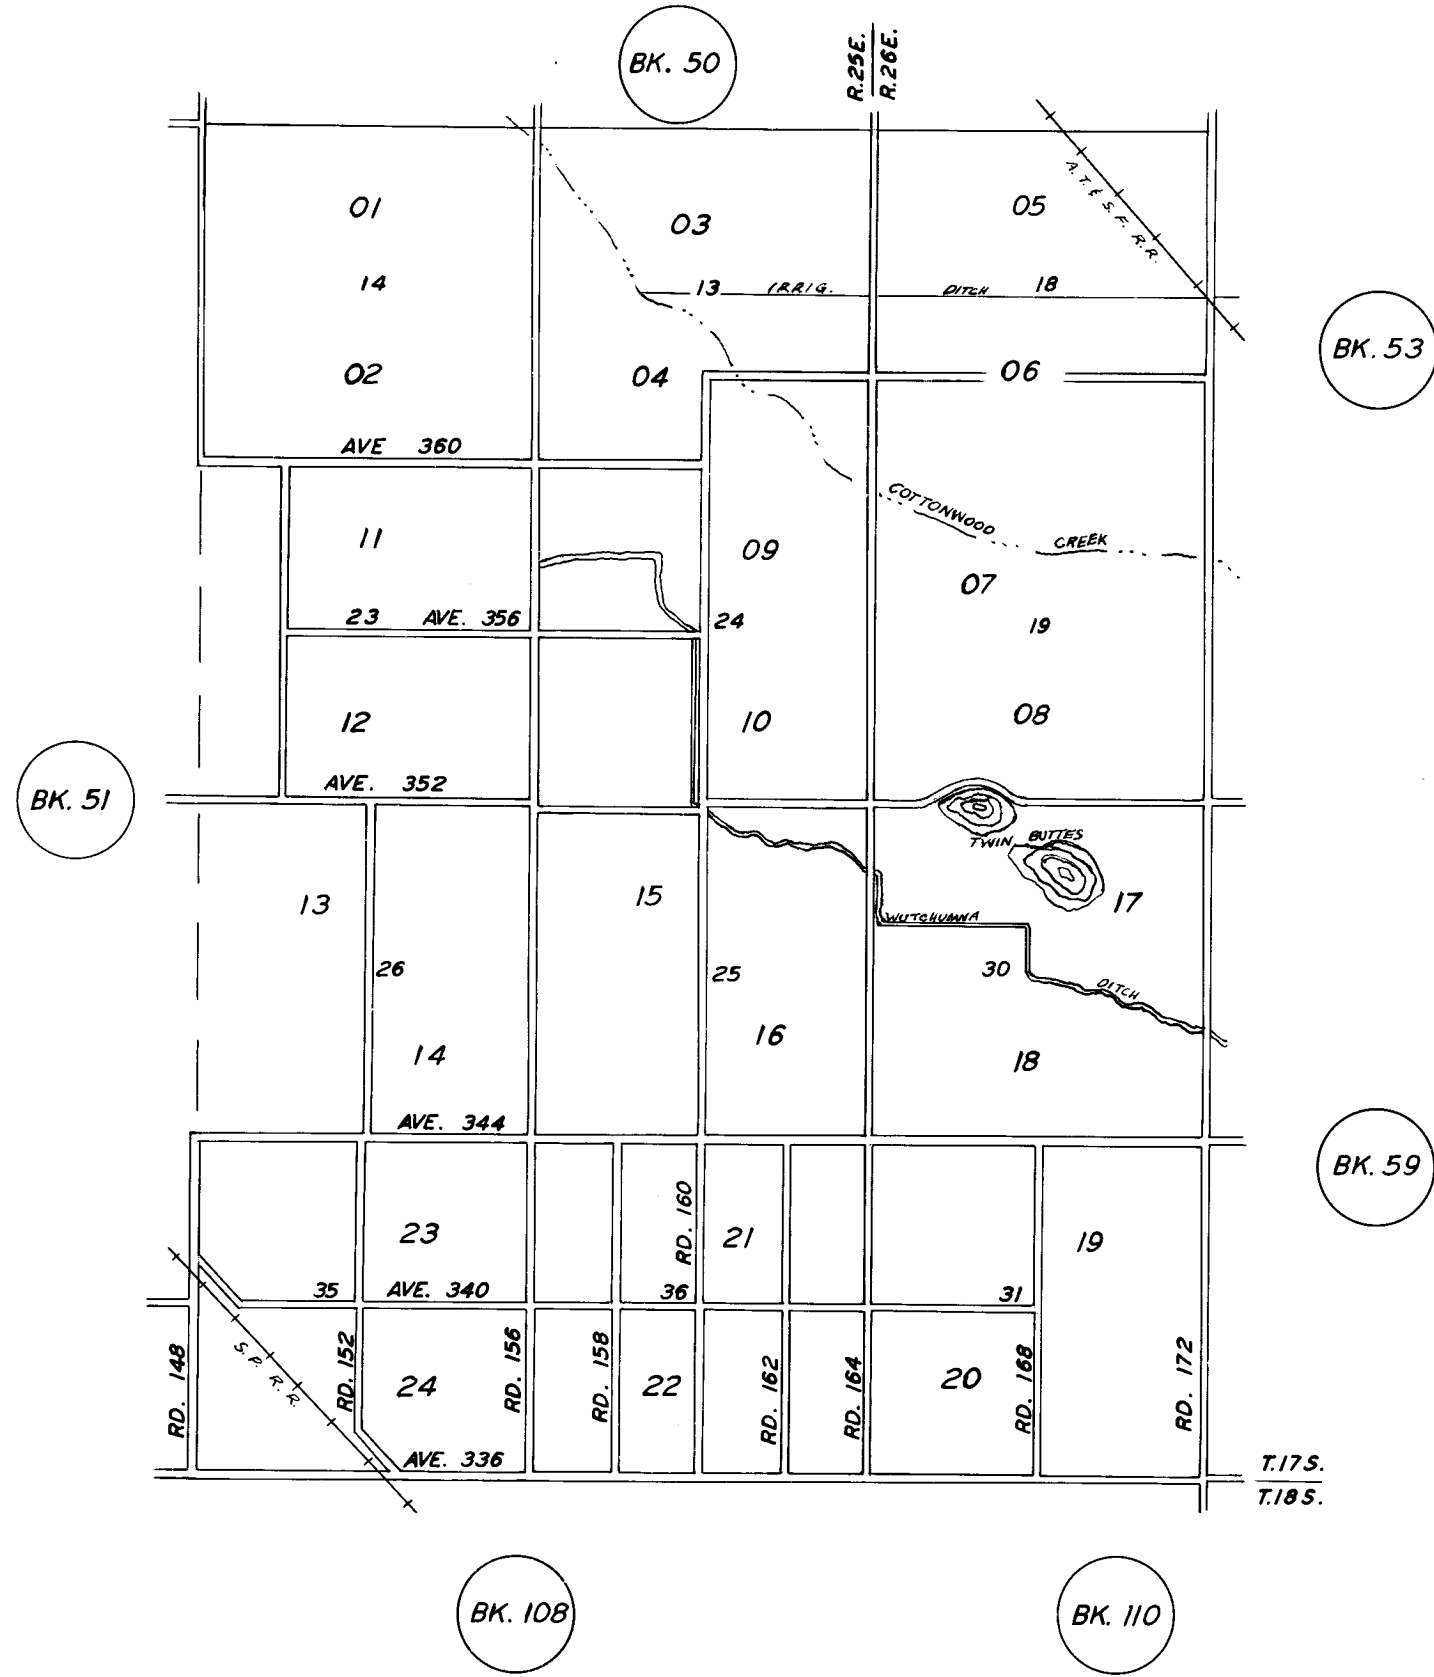 BK. 50
R.25E.
R.26E.
01
03
05
A.T. & S.F. R.R.
14
13 IRRIG. DITCH 18
BK. 53
02
04
06
AVE 360
COTTONWOOD CREEK
11
09
07
23 AVE. 356
24
19
12
10
08
AVE. 352
BK. 51
TWIN BUTTES
13
15
17
WUTCHUMNA DITCH
26
25
30
14
16
18
AVE. 344
BK. 59
23
RD. 160
21
19
35 AVE. 340
36
31
S.P. R.R.
RD. 148
RD. 152
24
RD. 156
RD. 158
22
RD. 162
RD. 164
20
RD. 168
RD. 172
AVE. 336
T.17S.
T.18S.
BK. 108
BK. 110